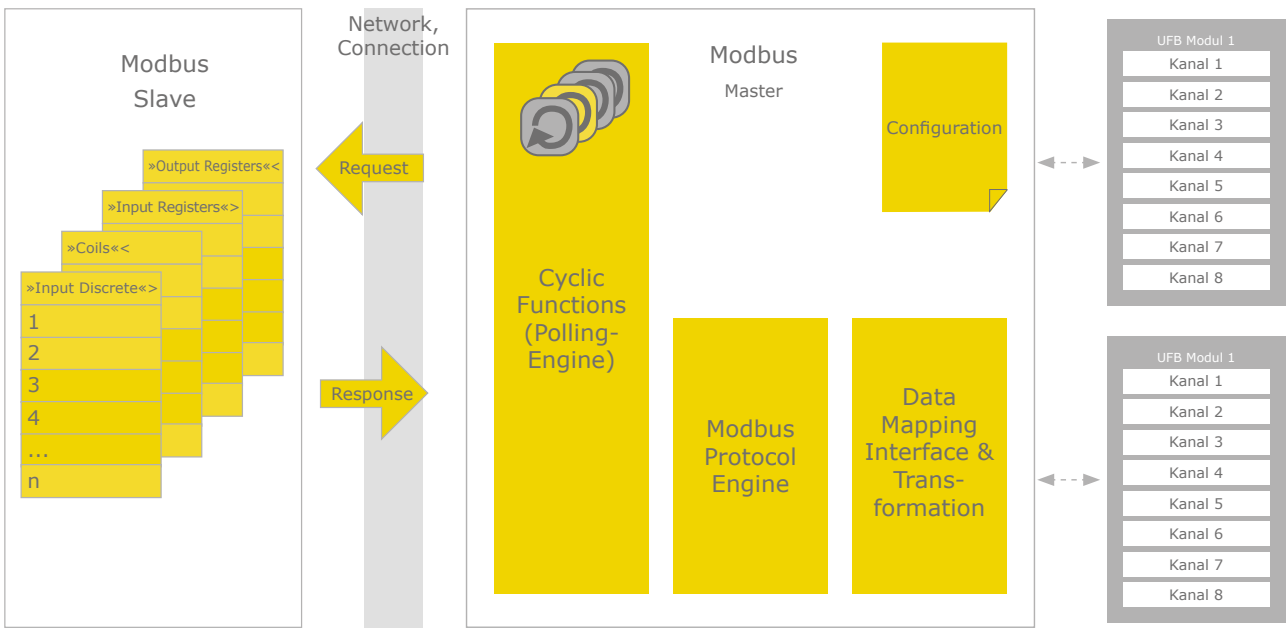 Modbus
Slave
»Output Registers«<
»Input Registers«>
»Coils«<
»Input Discrete«>
1
2
3
4
...
n
Network,
Connection
Request
Response
Modbus
Master
Cyclic
Functions
(Polling-
Engine)
Configuration
Modbus
Protocol
Engine
Data
Mapping
Interface &
Trans-
formation
UFB Modul 1
Kanal 1
Kanal 2
Kanal 3
Kanal 4
Kanal 5
Kanal 6
Kanal 7
Kanal 8
UFB Modul 1
Kanal 1
Kanal 2
Kanal 3
Kanal 4
Kanal 5
Kanal 6
Kanal 7
Kanal 8